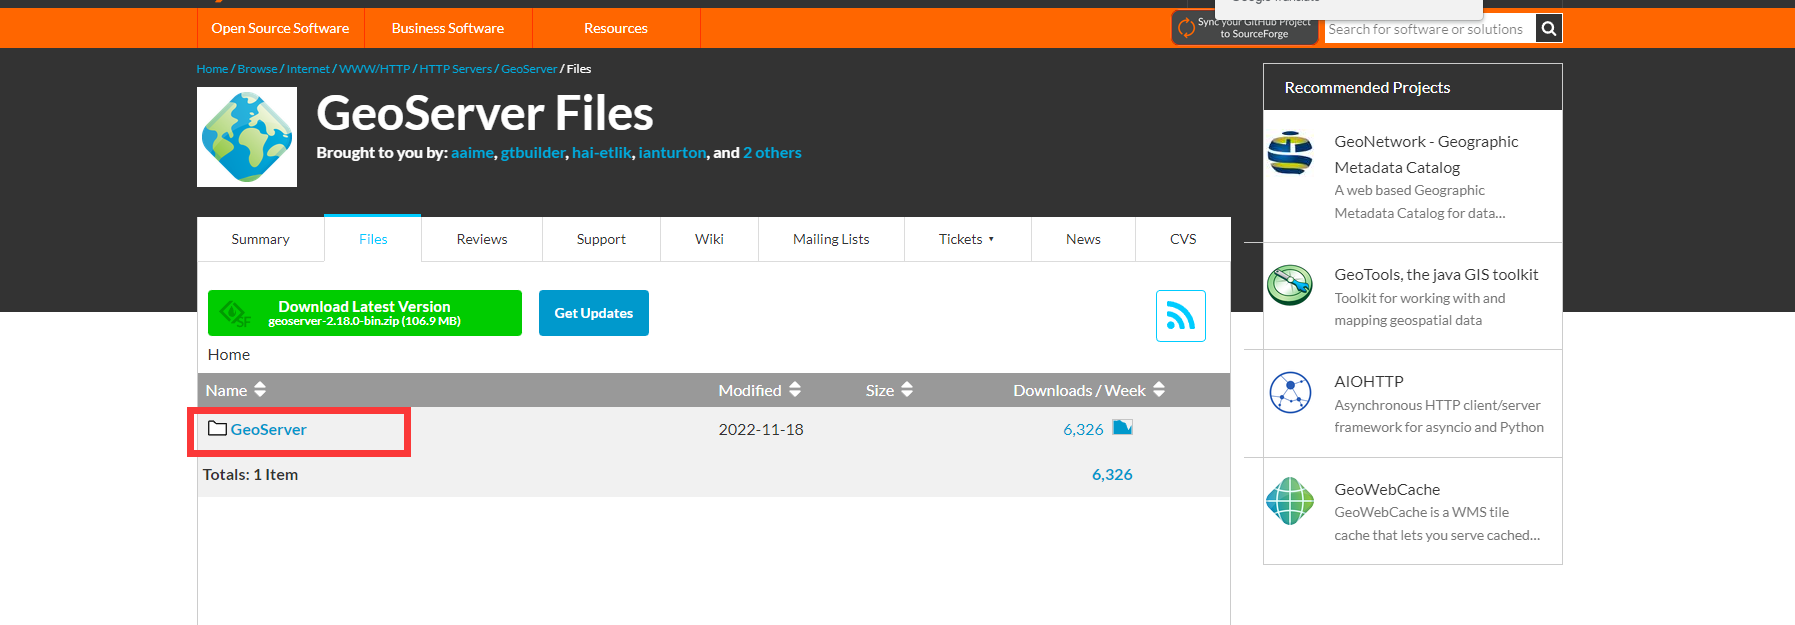 Open Source Software
Business Software
Resources
Sync your GitHub Project
to SourceForge
Search for software or solutions
Home / Browse / Internet / WWW/HTTP / HTTP Servers / GeoServer / Files
GeoServer Files
Brought to you by: aaime, gtbuilder, hai-etlik, ianturton, and 2 others
Summary
Files
Reviews
Support
Wiki
Mailing Lists
Tickets
News
CVS
Download Latest Version
geoserver-2.18.0-bin.zip (106.9 MB)
SF
Get Updates
Home
Name
Modified
Size
Downloads / Week
GeoServer
2022-11-18
6,326
Totals: 1 Item
6,326
Recommended Projects
GeoNetwork - Geographic
Metadata Catalog
A web based Geographic
Metadata Catalog for data...
GeoTools, the java GIS toolkit
Toolkit for working with and
mapping geospatial data
AIOHTTP
Asynchronous HTTP client/server
framework for asyncio and Python
GeoWebCache
GeoWebCache is a WMS tile
cache that lets you serve cached...